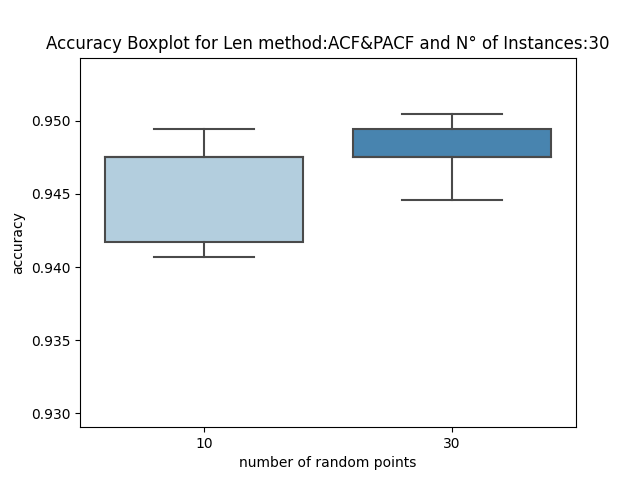 Accuracy Boxplot for Len method:ACF&PACF and N° of Instances:30
0.950
0.945
0.940
0.935
0.930
accuracy
10 30
number of random points